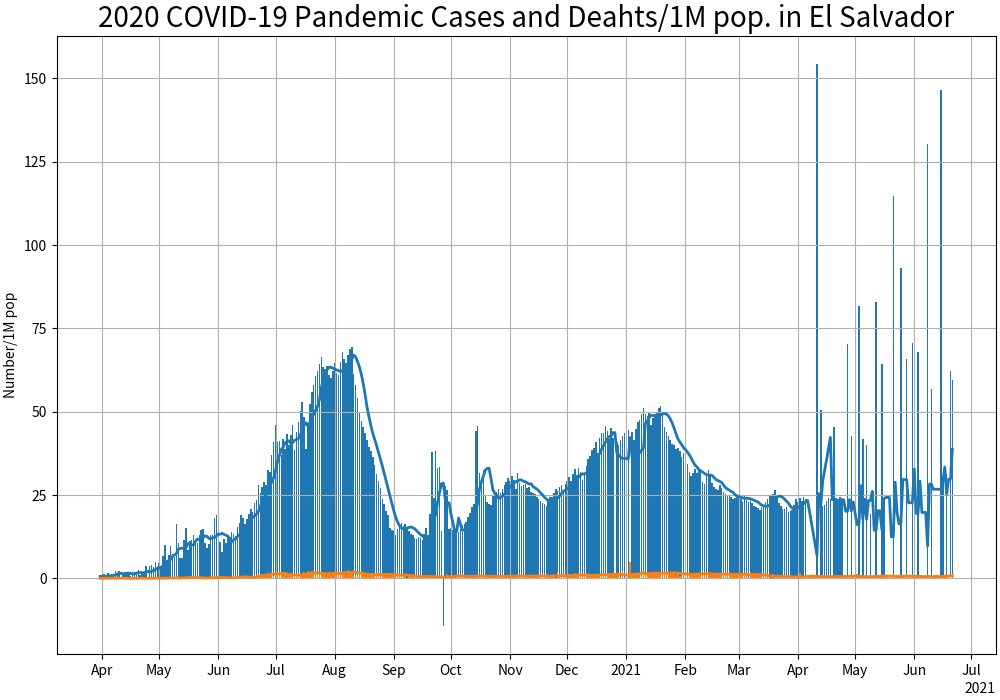 2020 COVID-19 Pandemic Cases and Deahts/1M pop. in El Salvador
Number/1M pop
150
125
100
75
50
25
0
Apr May Jun Jul Aug Sep Oct Nov Dec 2021 Feb Mar Apr May Jun Jul
2021